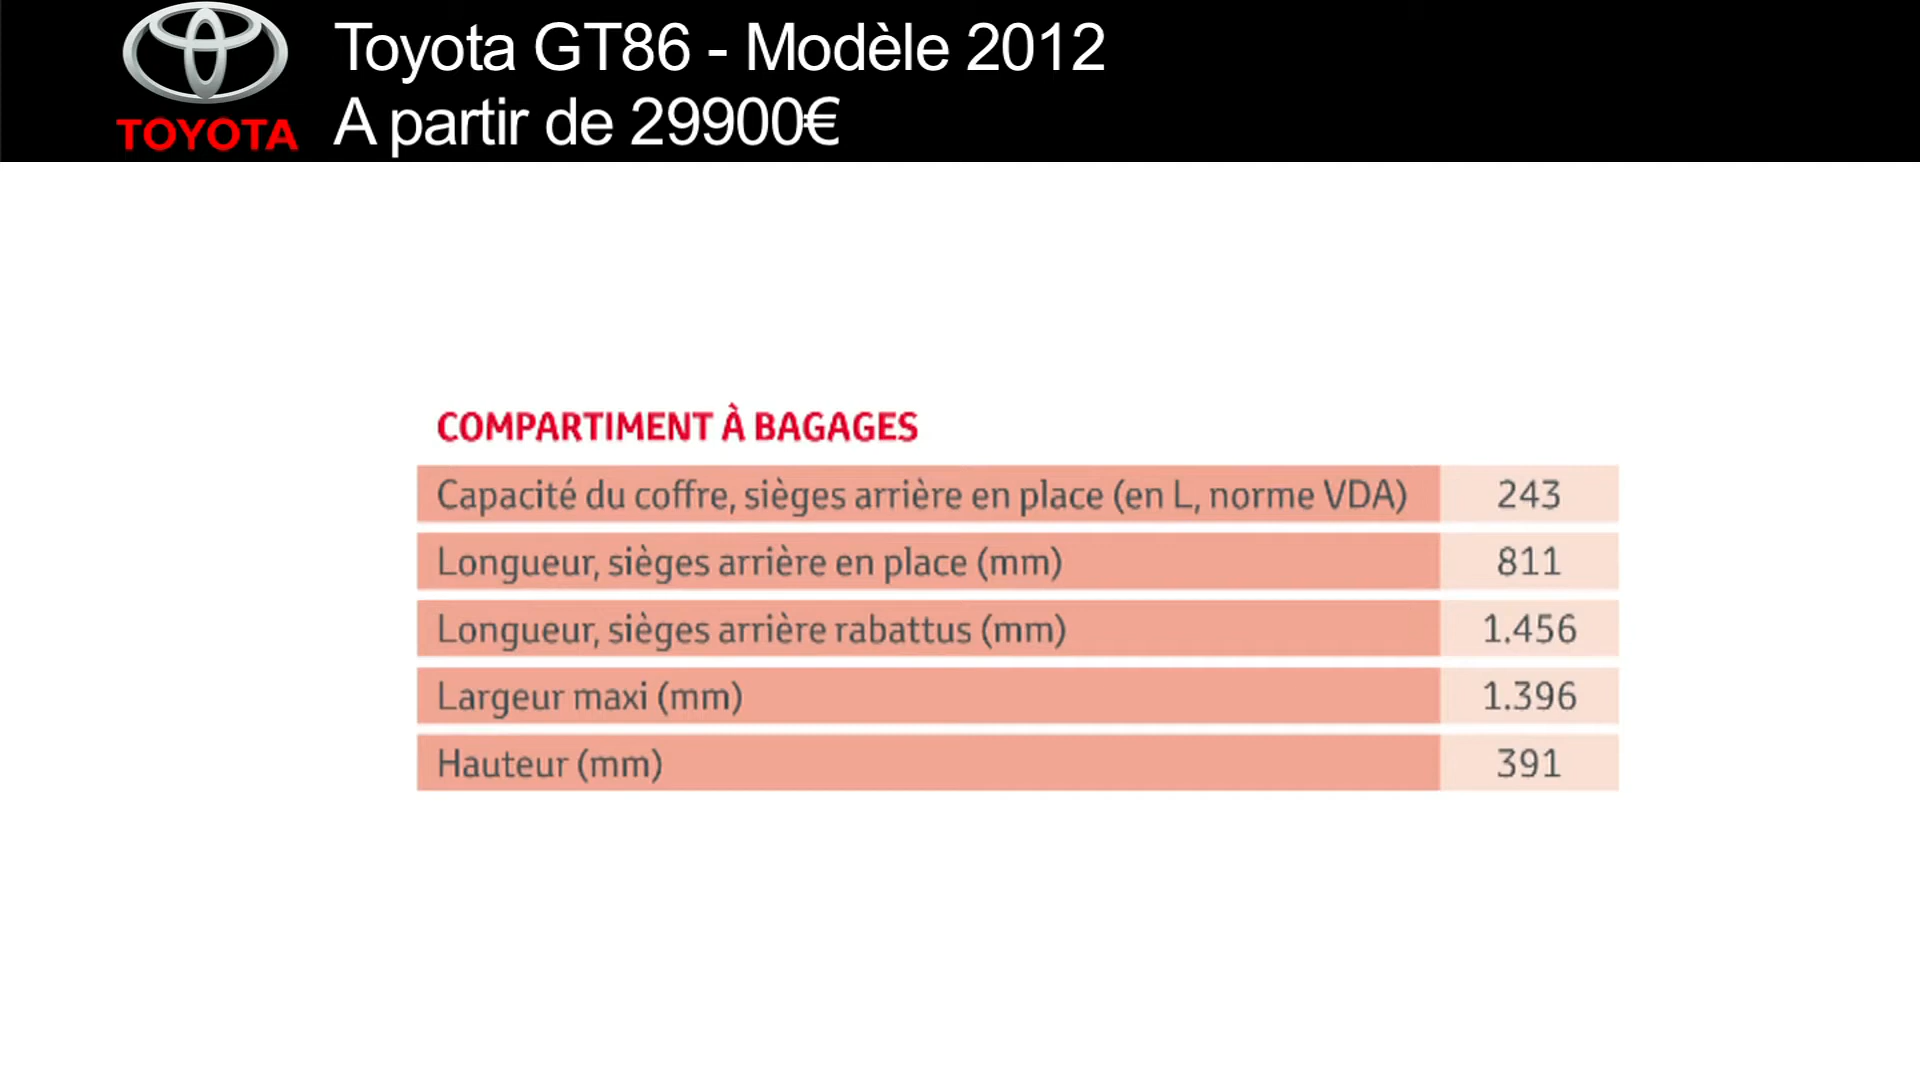 Toyota GT86 - Modèle 2012
TOYOTA A partir de 29900€
COMPARTIMENT À BAGAGES
Capacité du coffre, sièges arrière en place (en L, norme VDA) 243
Longueur, sièges arrière en place (mm) 811
Longueur, sièges arrière rabattus (mm) 1.456
Largeur maxi (mm) 1.396
Hauteur (mm) 391